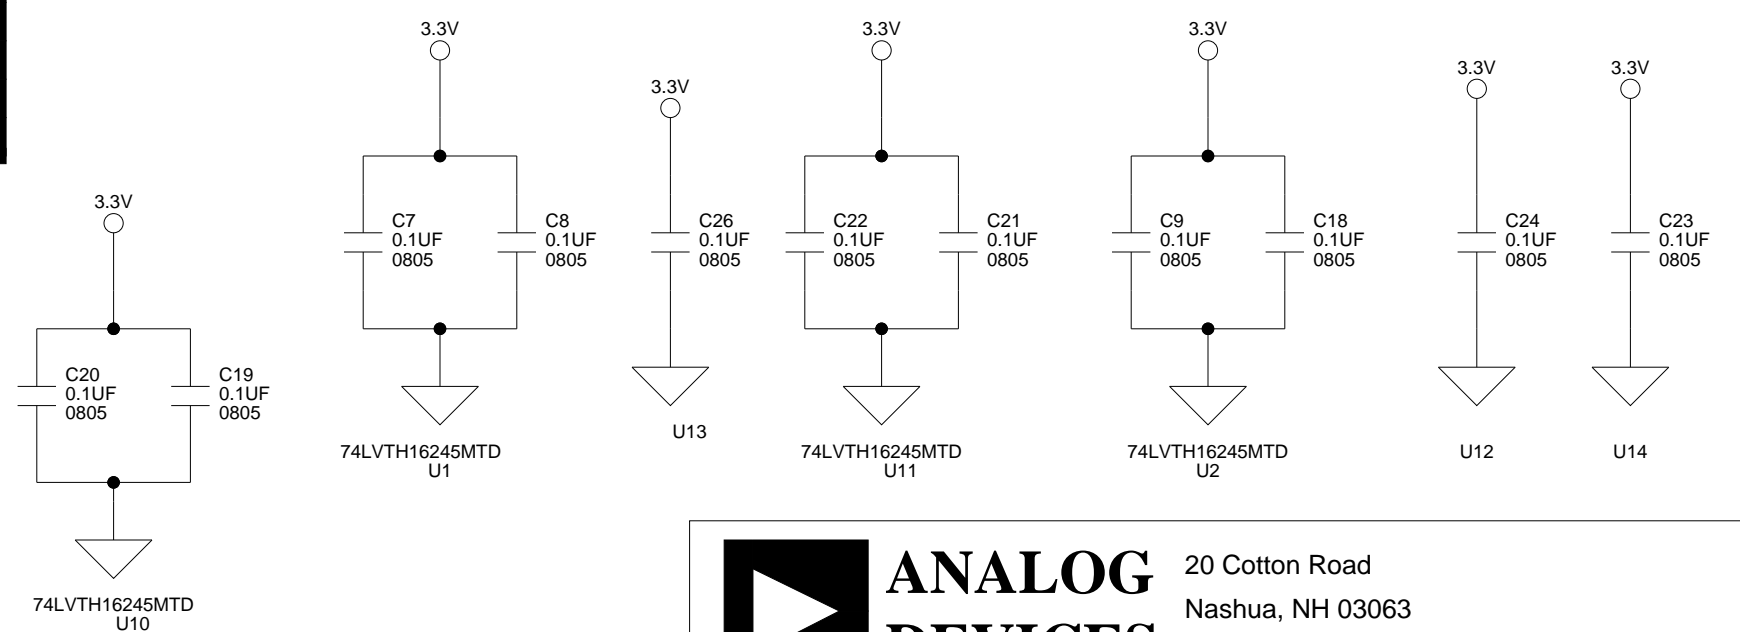 3.3V
3.3V
3.3V
3.3V
3.3V
3.3V
3.3V
C20
0.1UF
0805
C19
0.1UF
0805
74LVTH16245MTD
U10
C7
0.1UF
0805
C8
0.1UF
0805
74LVTH16245MTD
U1
C26
0.1UF
0805
U13
C22
0.1UF
0805
C21
0.1UF
0805
74LVTH16245MTD
U11
C9
0.1UF
0805
C18
0.1UF
0805
74LVTH16245MTD
U2
C24
0.1UF
0805
U12
C23
0.1UF
0805
U14
ANALOG
DEVICES
20 Cotton Road
Nashua, NH 03063